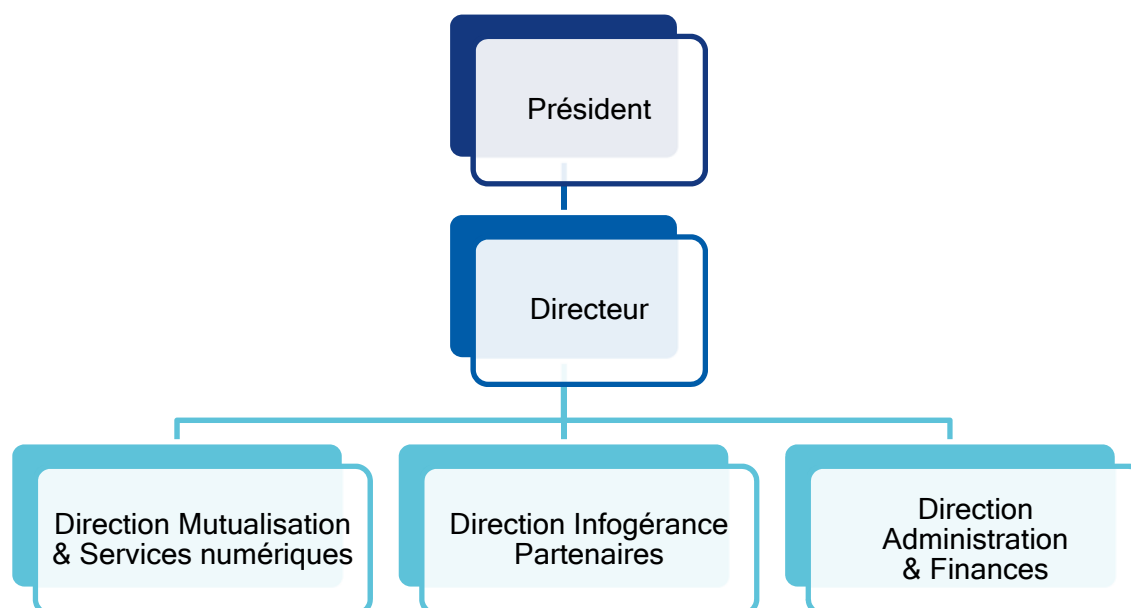 Président
Directeur
Direction Mutualisation
& Services numériques
Direction Infogérance
Partenaires
Direction
Administration
& Finances